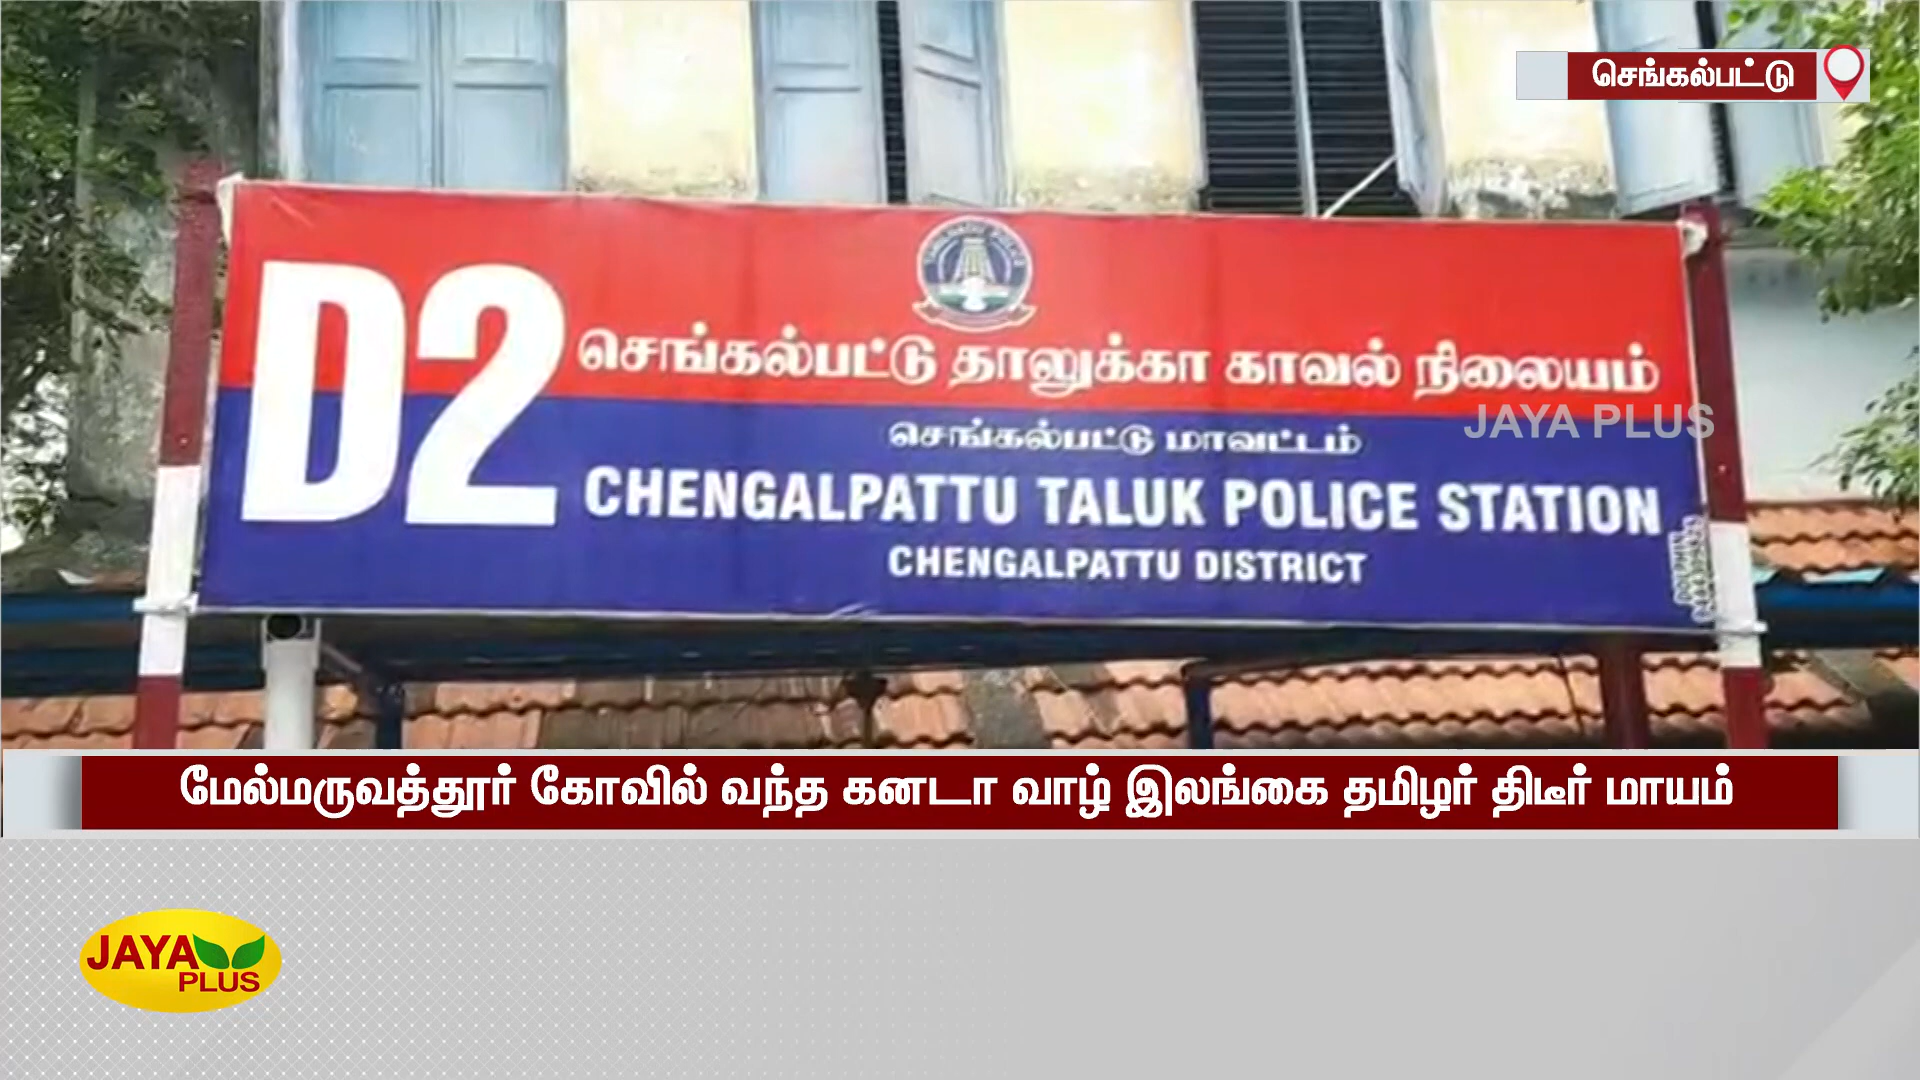 செங்கல்பட்டு
D2
செங்கல்பட்டு தாலுக்கா காவல் நிலையம்
செங்கல்பட்டு மாவட்டம்
JAYA PLUS
CHENGALPATTU TALUK POLICE STATION
CHENGALPATTU DISTRICT
மேல்மருவத்தூர் கோவில் வந்த கனடா வாழ் இலங்கை தமிழர் திடீர் மாயம்
JAYA
PLUS